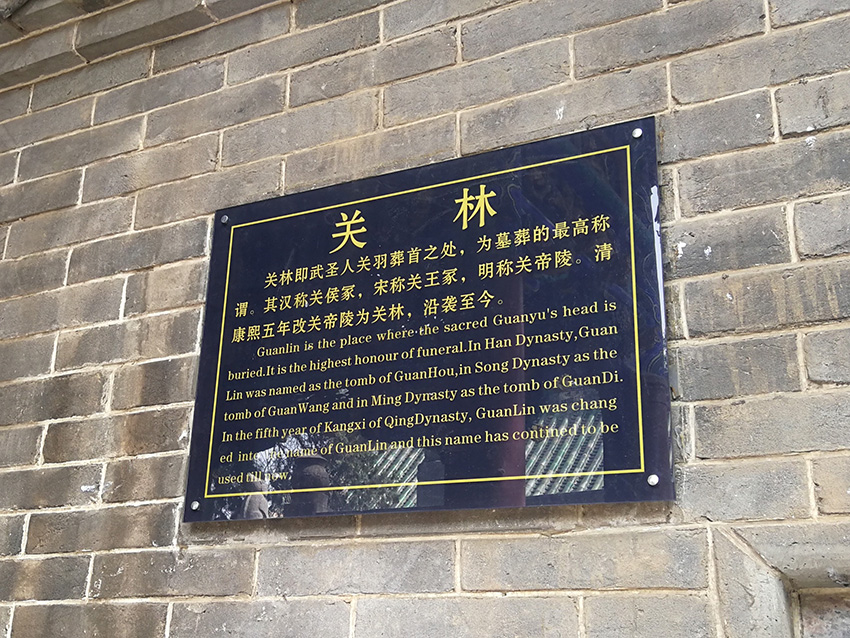 关林
关林即武圣人关羽葬首之处，为墓葬的最高称
谓。其汉称关侯冢，宋称关王冢，明称关帝陵。清
康熙五年改关帝陵为关林，沿袭至今。
Guanlin is the place where the sacred Guanyu's head is
buried.It is the highest honour of funeral.In Han Dynasty,Guan
Lin was named as the tomb of GuanHou,in Song Dynasty as the
tomb of GuanWang and in Ming Dynasty as the tomb of GuanDi.
In the fifth year of Kangxi of QingDynasty, GuanLin was chang
ed into the name of GuanLin and this name has contined to be
used till now.